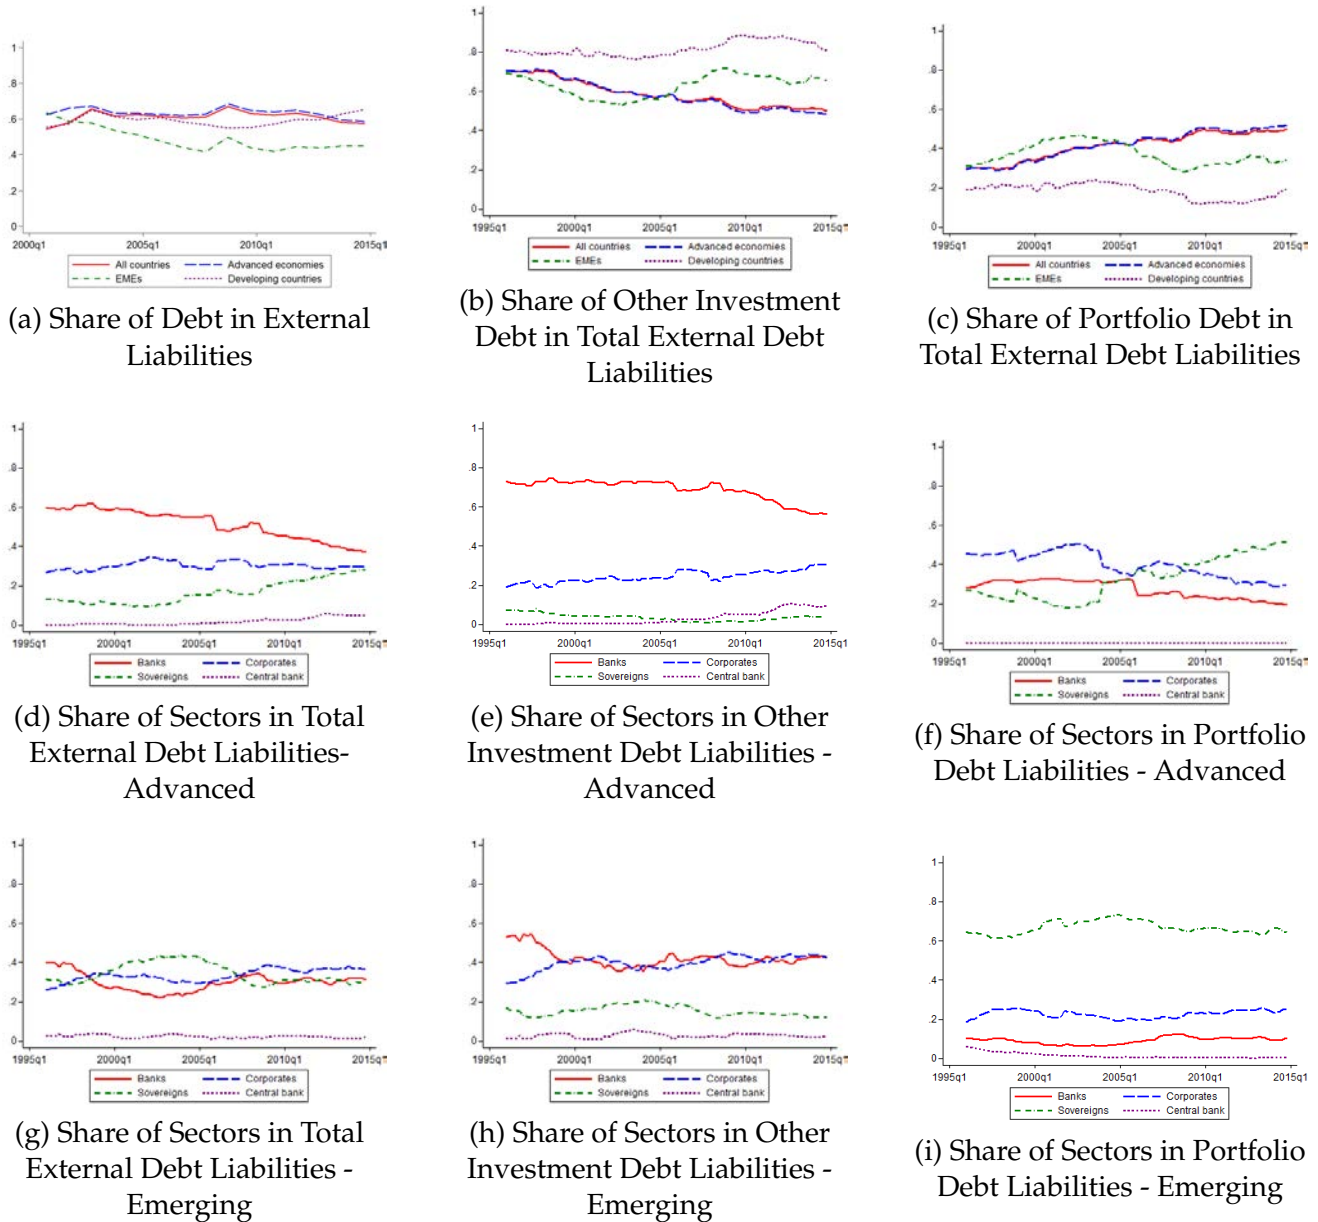 1
.8
.6
.4
.2
0
2000q1
2005q1
2010q1
2015q1
All countries
Advanced economies
EMEs
Developing countries
(a) Share of Debt in External
Liabilities
1
.8
.6
.4
.2
0
1995q1
2000q1
2005q1
2010q1
2015q1
All countries
Advanced economies
EMEs
Developing countries
(b) Share of Other Investment
Debt in Total External Debt
Liabilities
1
.8
.6
.4
.2
0
1995q1
2000q1
2005q1
2010q1
2015q1
All countries
Advanced economies
EMEs
Developing countries
(c) Share of Portfolio Debt in
Total External Debt Liabilities
1
.8
.6
.4
.2
0
1995q1
2000q1
2005q1
2010q1
2015q1
Banks
Corporates
Sovereigns
Central bank
(d) Share of Sectors in Total
External Debt Liabilities-
Advanced
1
.8
.6
.4
.2
0
1995q1
2000q1
2005q1
2010q1
2015q1
Banks
Corporates
Sovereigns
Central bank
(e) Share of Sectors in Other
Investment Debt Liabilities -
Advanced
1
.8
.6
.4
.2
0
1995q1
2000q1
2005q1
2010q1
2015q1
Banks
Corporates
Sovereigns
Central bank
(f) Share of Sectors in Portfolio
Debt Liabilities - Advanced
1
.8
.6
.4
.2
0
1995q1
2000q1
2005q1
2010q1
2015q1
Banks
Corporates
Sovereigns
Central bank
(g) Share of Sectors in Total
External Debt Liabilities -
Emerging
1
.8
.6
.4
.2
0
1995q1
2000q1
2005q1
2010q1
2015q1
Banks
Corporates
Sovereigns
Central bank
(h) Share of Sectors in Other
Investment Debt Liabilities -
Emerging
1
.8
.6
.4
.2
0
1995q1
2000q1
2005q1
2010q1
2015q1
Banks
Corporates
Sovereigns
Central bank
(i) Share of Sectors in Portfolio
Debt Liabilities - Emerging